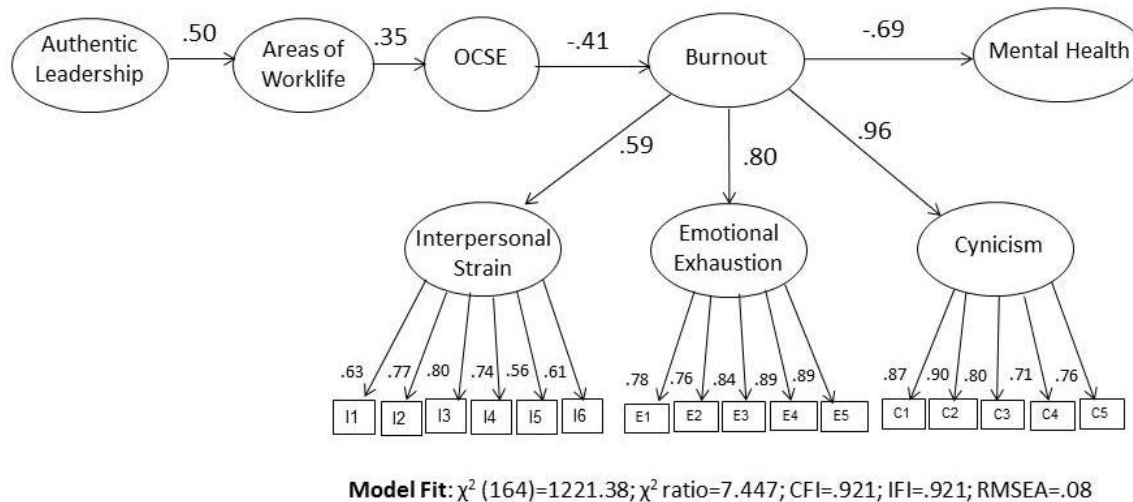 .50
.35
-.41
-.69
Authentic
Leadership
Areas of
Worklife
OCSE
Burnout
Mental Health
.59
.80
.96
Interpersonal
Strain
Emotional
Exhaustion
Cynicism
.63 .77 .80 .74 .56 .61
.78 .76 .84 .89 .89
.87 .90 .80 .71 .76
I1 I2 I3 I4 I5 I6
E1 E2 E3 E4 E5
C1 C2 C3 C4 C5
Model Fit: χ² (164)=1221.38; χ² ratio=7.447; CFI=.921; IFI=.921; RMSEA=.08